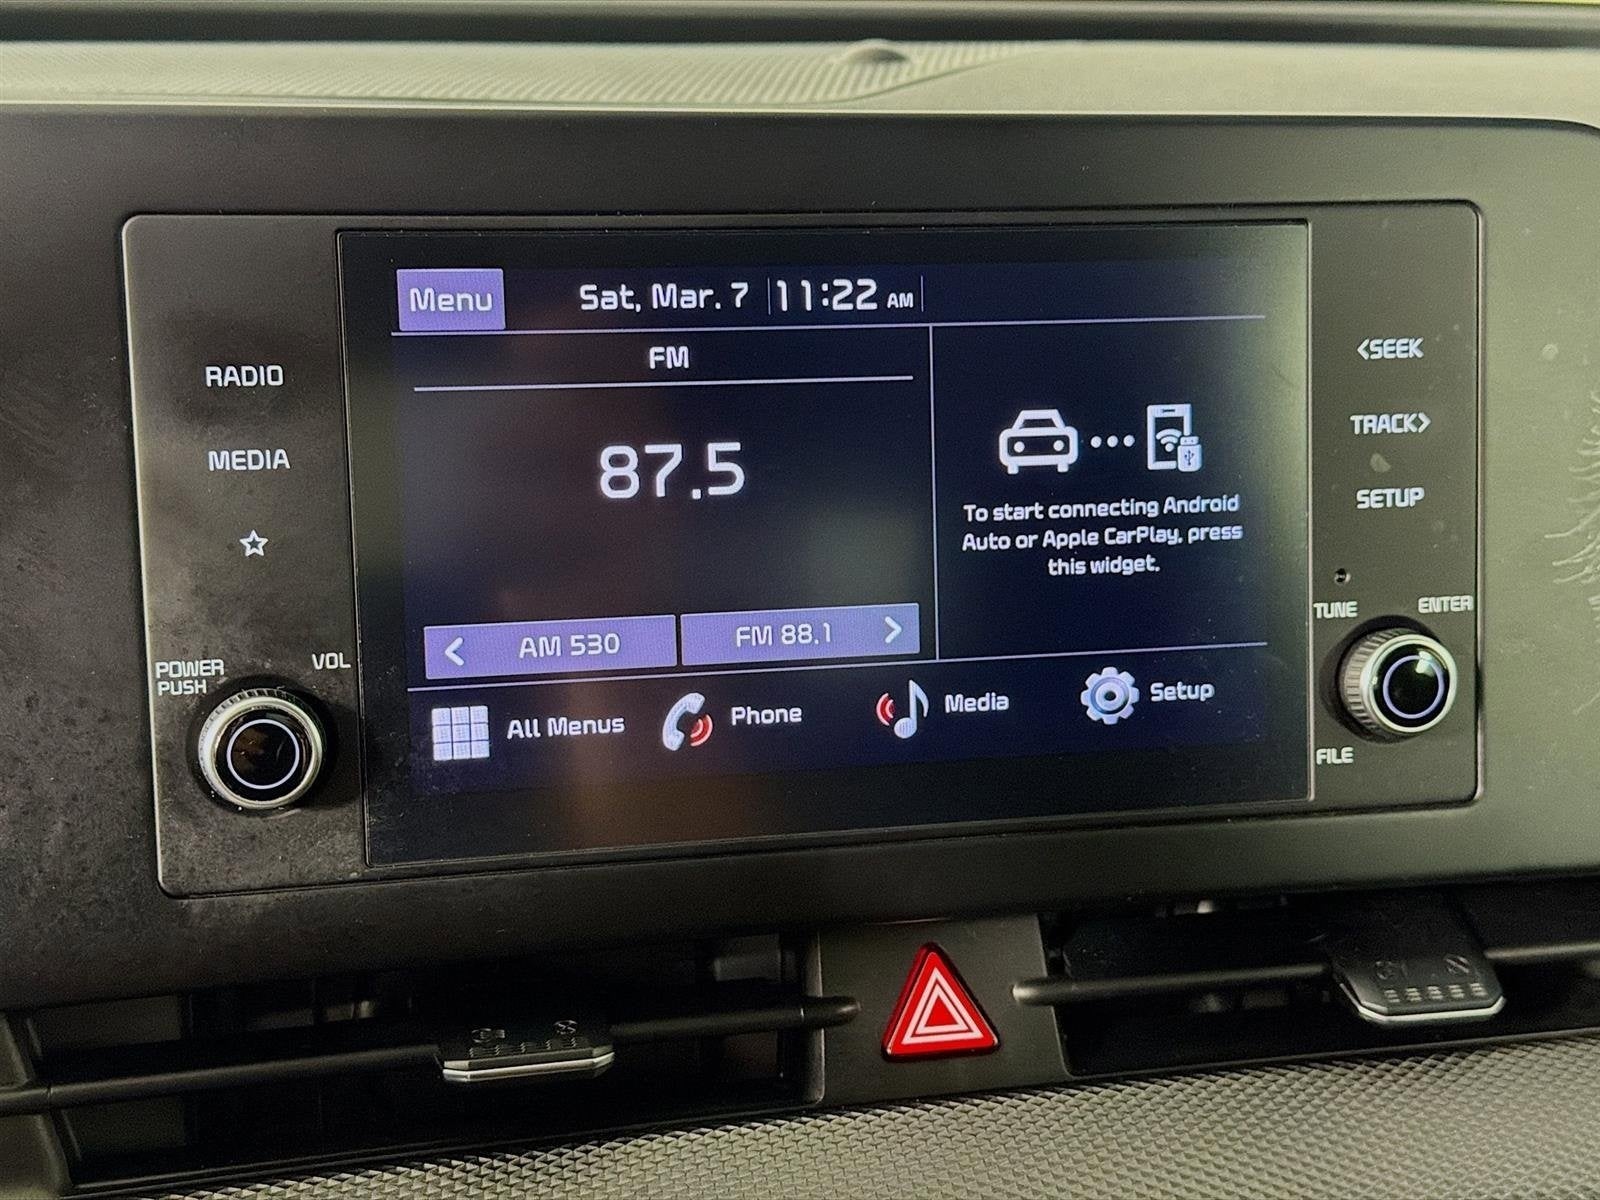 Menu
Sat, Mar. 7
11:22 AM
FM
87.5
AM 530
FM 88.1
To start connecting Android
Auto or Apple CarPlay, press
this widget.
All Menus
Phone
Media
Setup
RADIO
MEDIA
POWER
PUSH
VOL
<SEEK
TRACK>
SETUP
TUNE
ENTER
FILE